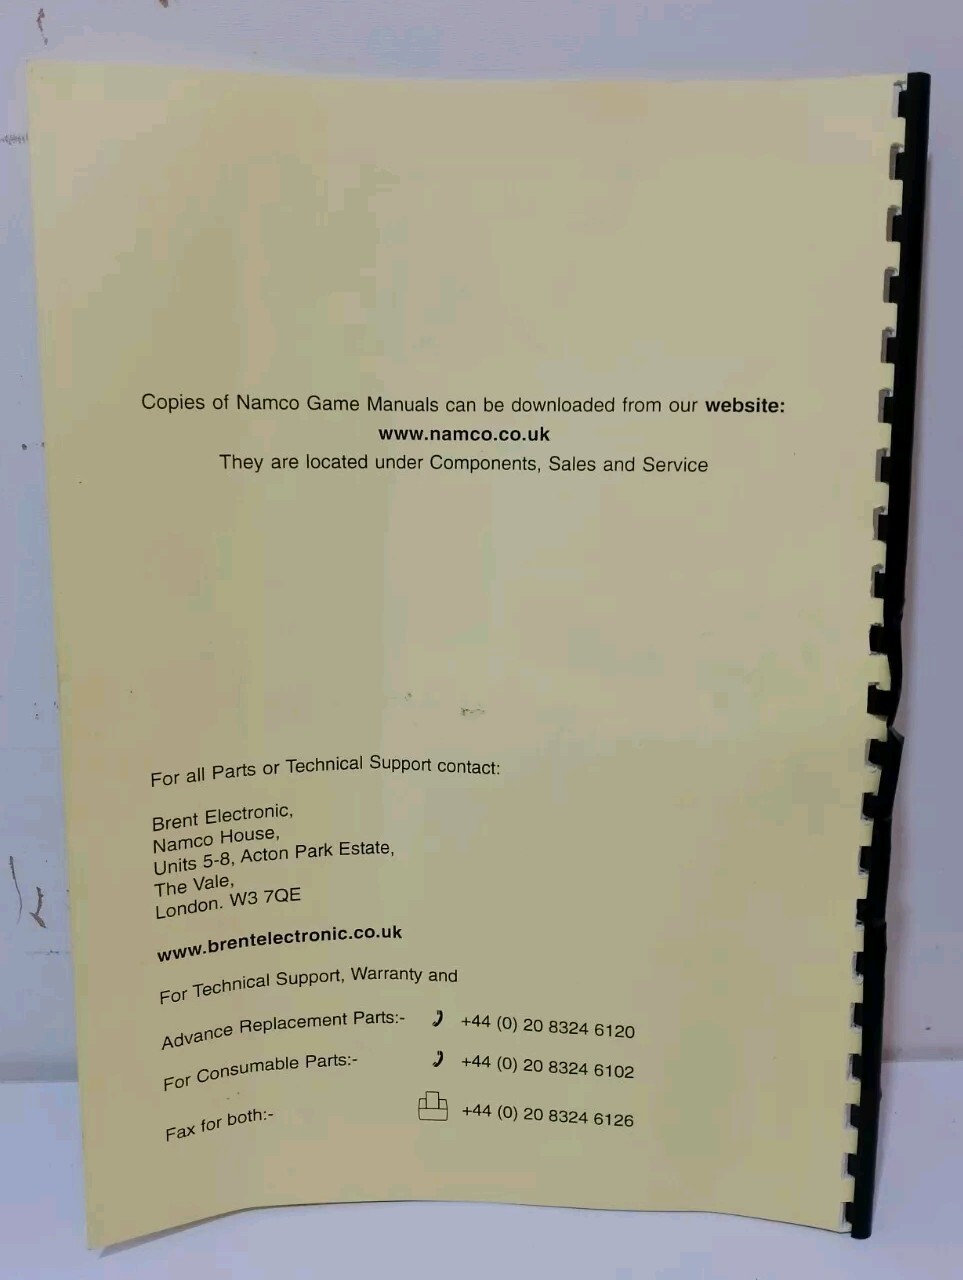 Copies of Namco Game Manuals can be downloaded from our website:
www.namco.co.uk
They are located under Components, Sales and Service
For all Parts or Technical Support contact:
Brent Electronic,
Namco House,
Units 5-8, Acton Park Estate,
The Vale,
London. W3 7QE
www.brentelectronic.co.uk
For Technical Support, Warranty and
Advance Replacement Parts:- +44 (0) 20 8324 6120
For Consumable Parts:- +44 (0) 20 8324 6102
Fax for both:- +44 (0) 20 8324 6126